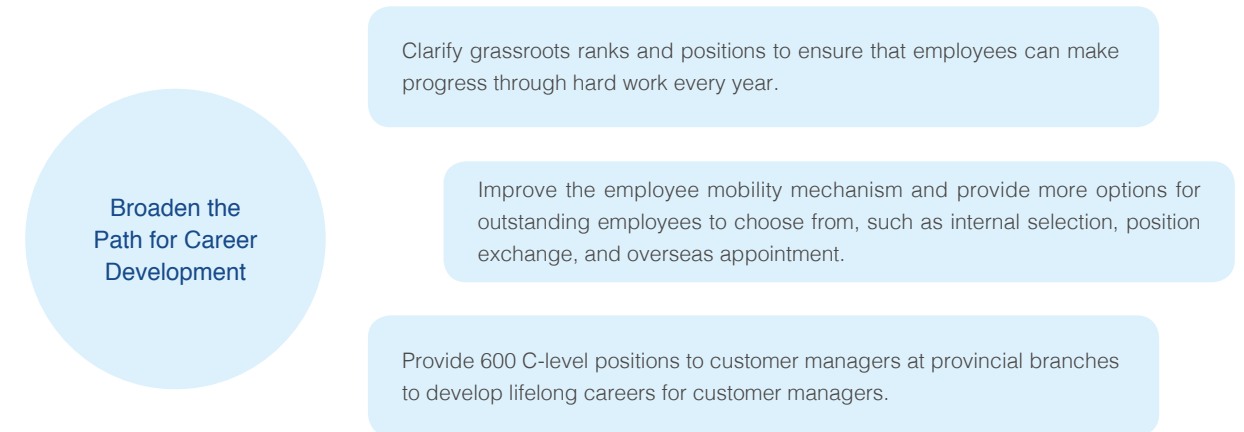 Clarify grassroots ranks and positions to ensure that employees can make
progress through hard work every year.
Broaden the
Path for Career
Development
Improve the employee mobility mechanism and provide more options for
outstanding employees to choose from, such as internal selection, position
exchange, and overseas appointment.
Provide 600 C-level positions to customer managers at provincial branches
to develop lifelong careers for customer managers.